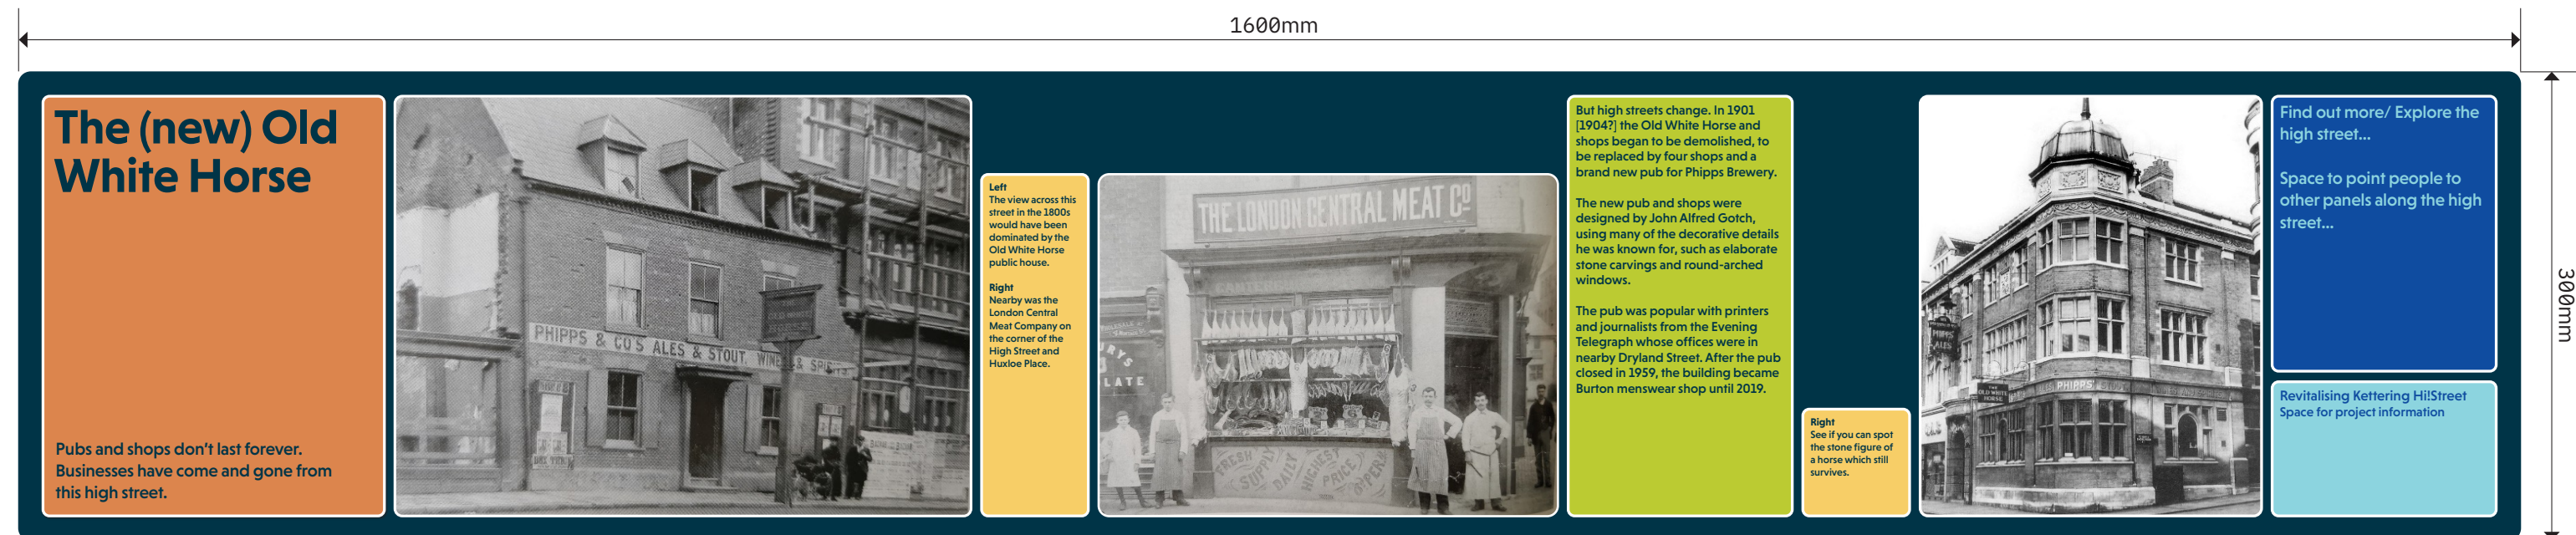 1600mm
300mm
The (new) Old
White Horse
Pubs and shops don't last forever.
Businesses have come and gone from
this high street.
PHIPPS & CO'S ALES & STOUT, WINES & SPIRITS
Left
The view across this
street in the 1800s
would have been
dominated by the
Old White Horse
public house.
Right
Nearby was the
London Central
Meat Company on
the corner of the
High Street and
Huxloe Place.
THE LONDON CENTRAL MEAT CO
FRESH SUPPLY DAILY
HIGHEST PRICE
But high streets change. In 1901
[1904?] the Old White Horse and
shops began to be demolished, to
be replaced by four shops and a
brand new pub for Phipps Brewery.
The new pub and shops were
designed by John Alfred Gotch,
using many of the decorative details
he was known for, such as elaborate
stone carvings and round-arched
windows.
The pub was popular with printers
and journalists from the Evening
Telegraph whose offices were in
nearby Dryland Street. After the pub
closed in 1959, the building became
Burton menswear shop until 2019.
Right
See if you can spot
the stone figure of
a horse which still
survives.
PHIPPS
ALES
THE
OLD WHITE
HORSE
PHIPPS
Find out more/ Explore the
high street...
Space to point people to
other panels along the high
street...
Revitalising Kettering Hi!Street
Space for project information